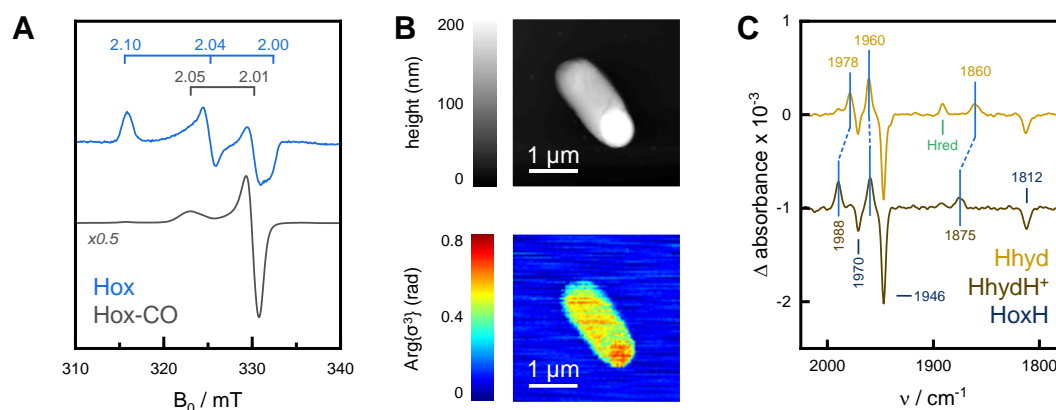 A
2.10
2.04
2.00
2.05
2.01
x0.5
Hox
Hox-CO
310
320
330
340
B₀ / mT
B
200
100
0
height (nm)
1 µm
0.8
0.4
0
Arg{σ³} (rad)
1 µm
C
1978
1960
1860
Hred
1812
1988
1970
1875
1946
Hhyd
HhydH⁺
HoxH
0
-1
-2
Δ absorbance x 10⁻³
2000
1900
1800
ν / cm⁻¹